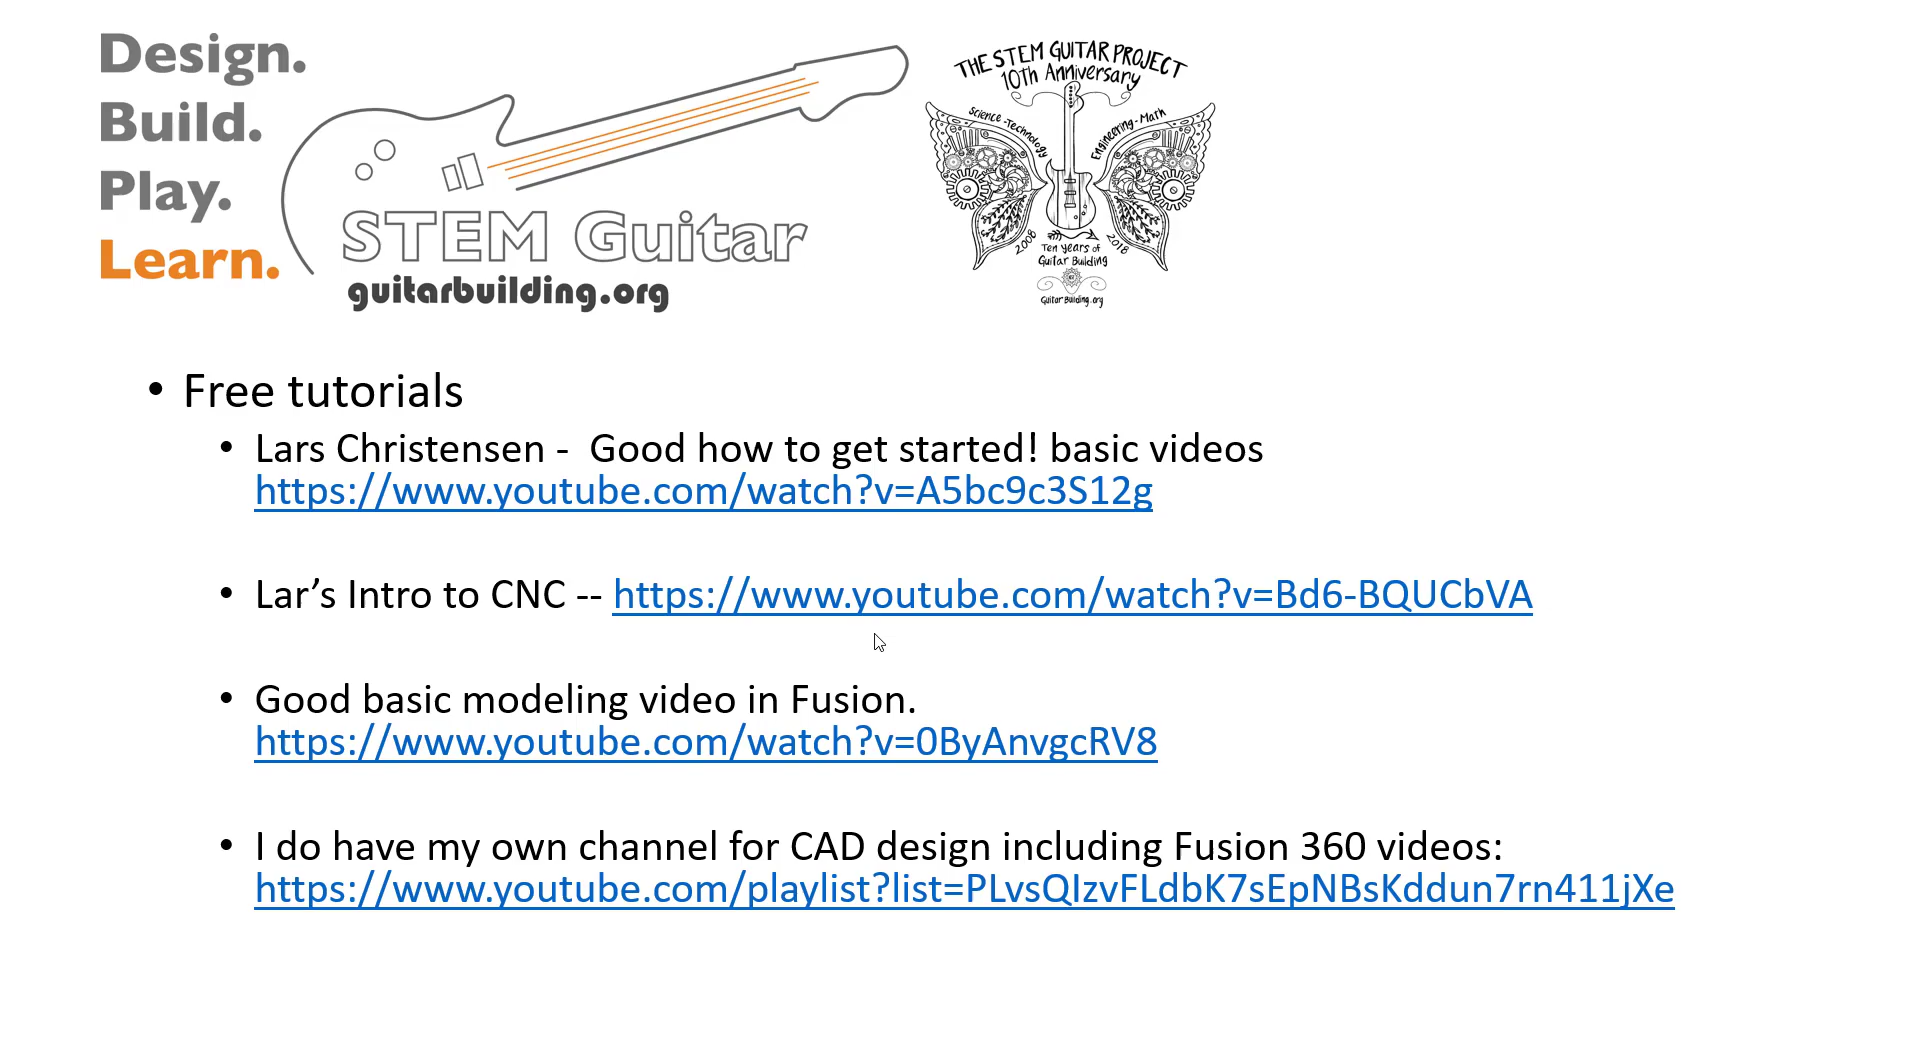 Design.
Build.
Play.
Learn.
STEM Guitar
guitarbuilding.org
THE STEM GUITAR PROJECT
10th Anniversary
Science-Technology
Engineering-Math
2008
2018
Ten years of
Guitar Building
GuitarBuilding.org
• Free tutorials
• Lars Christensen -  Good how to get started! basic videos
https://www.youtube.com/watch?v=A5bc9c3S12g
• Lar’s Intro to CNC -- https://www.youtube.com/watch?v=Bd6-BQUCbVA
• Good basic modeling video in Fusion.
https://www.youtube.com/watch?v=0ByAnvgcRV8
• I do have my own channel for CAD design including Fusion 360 videos:
https://www.youtube.com/playlist?list=PLvsQIzvFLdbK7sEpNBsKddun7rn411jXe